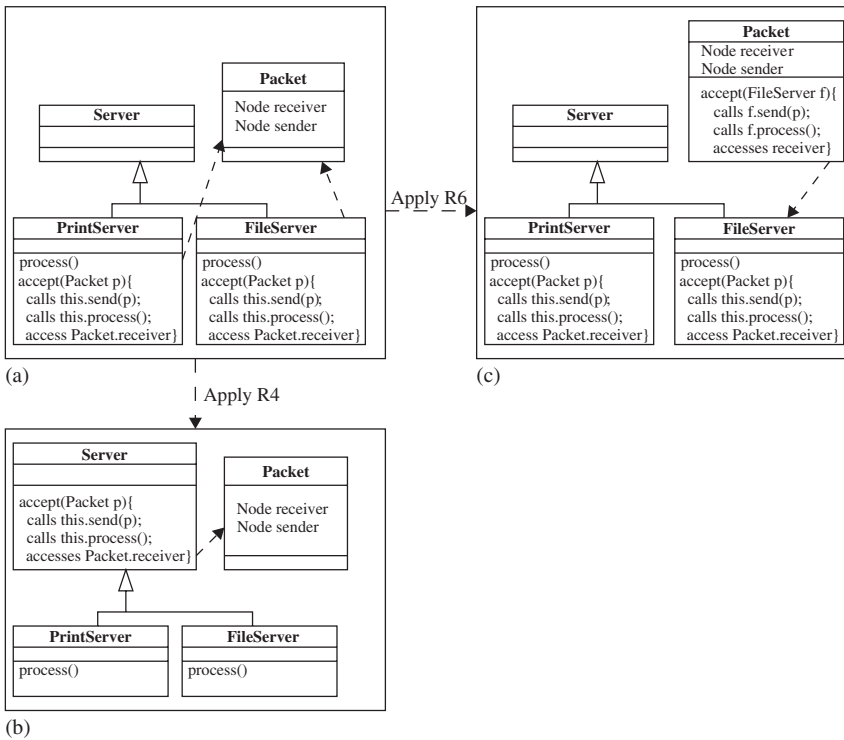 Packet
Node receiver
Node sender
Server
PrintServer
process()
accept(Packet p){
calls this.send(p);
calls this.process();
access Packet.receiver}
FileServer
process()
accept(Packet p){
calls this.send(p);
calls this.process();
access Packet.receiver}
(a)
Apply R6
Packet
Node receiver
Node sender
accept(FileServer f){
calls f.send(p);
calls f.process();
accesses receiver}
Server
PrintServer
process()
accept(Packet p){
calls this.send(p);
calls this.process();
access Packet.receiver}
FileServer
process()
accept(Packet p){
calls this.send(p);
calls this.process();
access Packet.receiver}
(c)
Apply R4
Server
accept(Packet p){
calls this.send(p);
calls this.process();
accesses Packet.receiver}
Packet
Node receiver
Node sender
PrintServer
process()
FileServer
process()
(b)